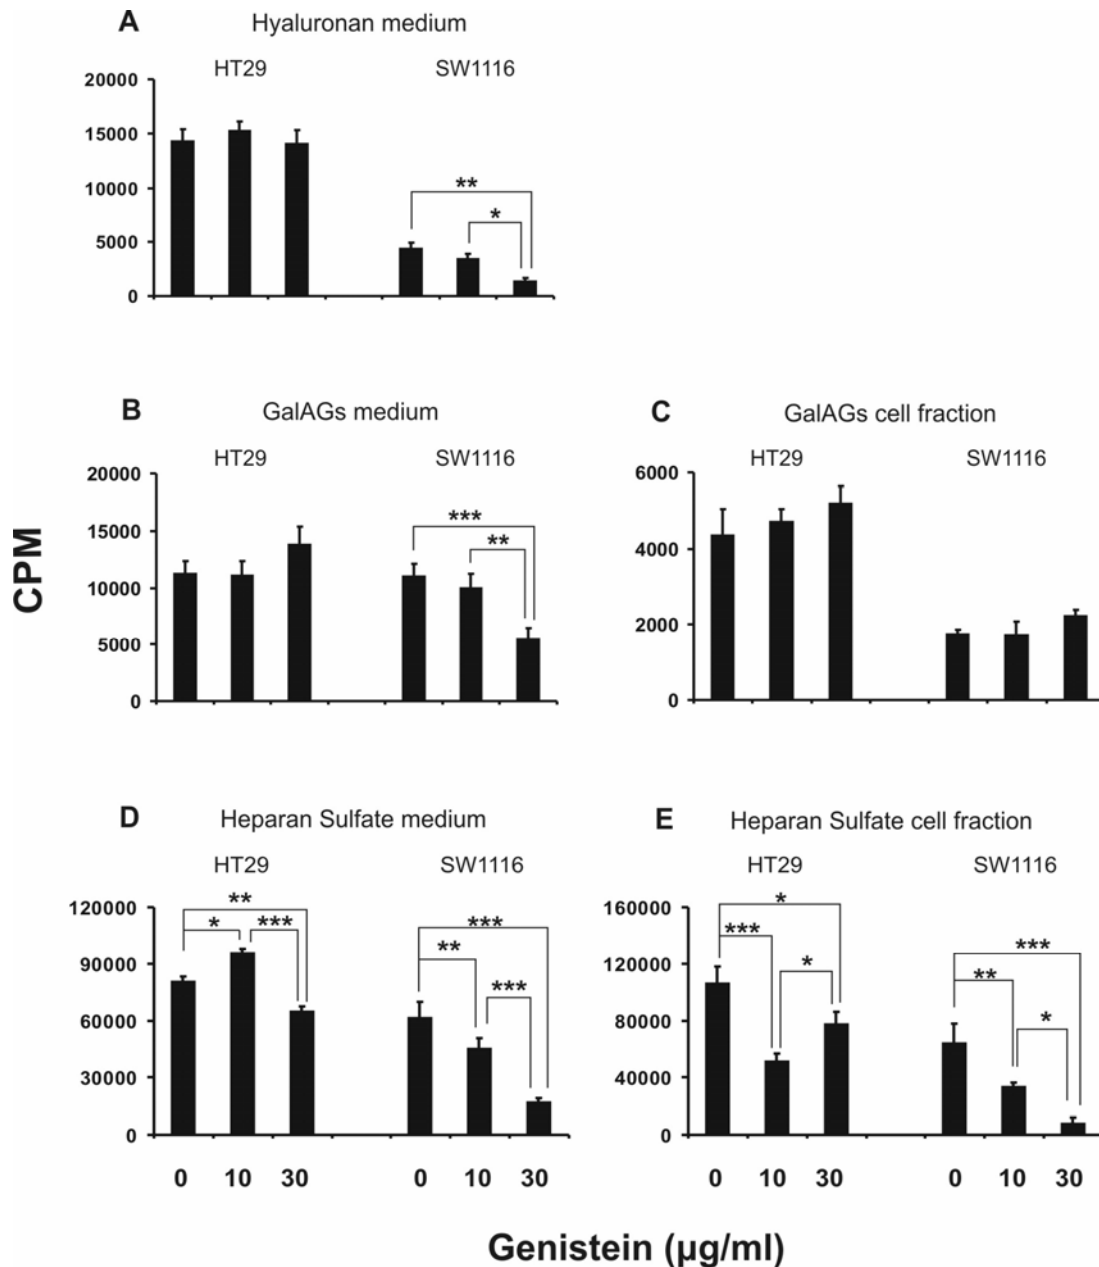 A Hyaluronan medium
HT29 SW1116
20000
15000
10000
5000
0
**
*
B GalAGs medium
HT29 SW1116
20000
15000
10000
5000
0
***
**
C GalAGs cell fraction
HT29 SW1116
6000
4000
2000
0
CPM
D Heparan Sulfate medium
HT29 SW1116
120000
90000
60000
30000
0
**
* ***
***
**
***
0 10 30 0 10 30
E Heparan Sulfate cell fraction
HT29 SW1116
160000
120000
80000
40000
0
*
***
*
***
**
*
0 10 30 0 10 30
Genistein (µg/ml)